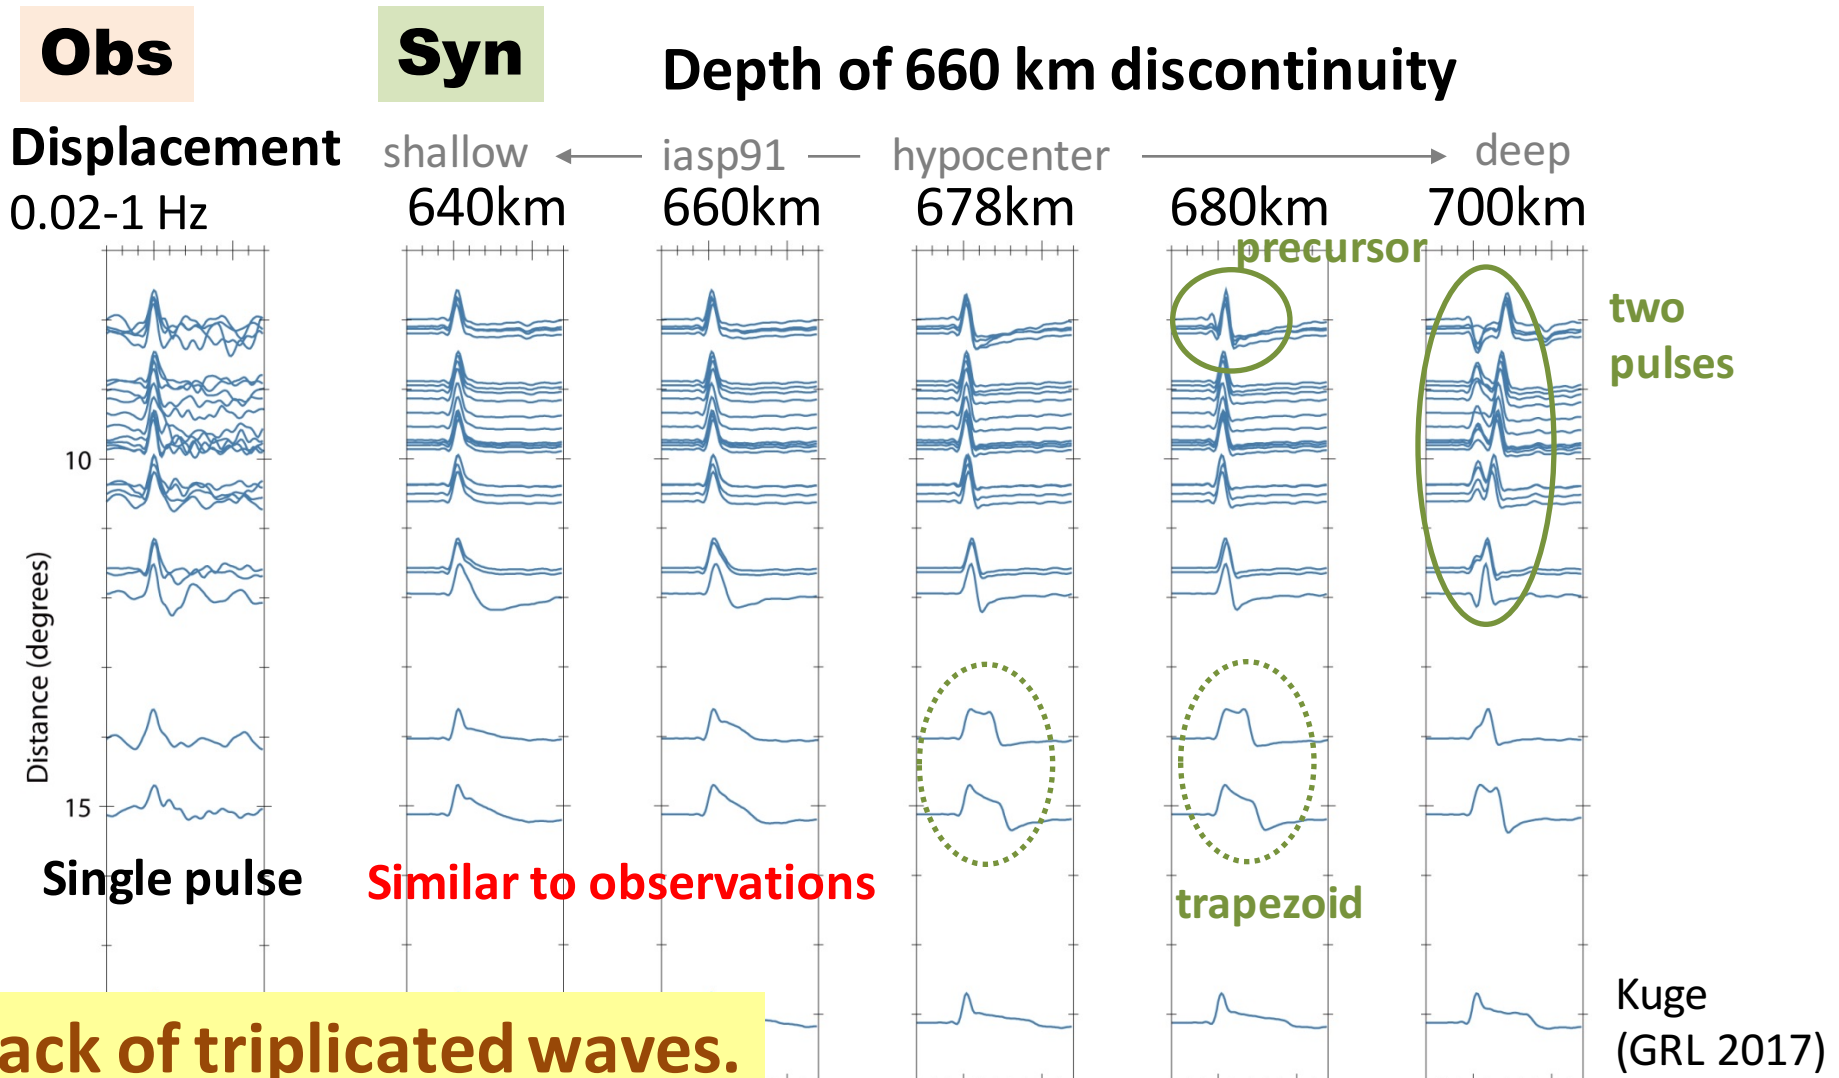 Obs
Syn
Depth of 660 km discontinuity
Displacement
shallow
iasp91
hypocenter
deep
0.02-1 Hz
640km
660km
678km
680km
700km
precursor
two
pulses
10
Distance (degrees)
15
Single pulse
Similar to observations
trapezoid
Kuge
(GRL 2017)
of triplicated waves.